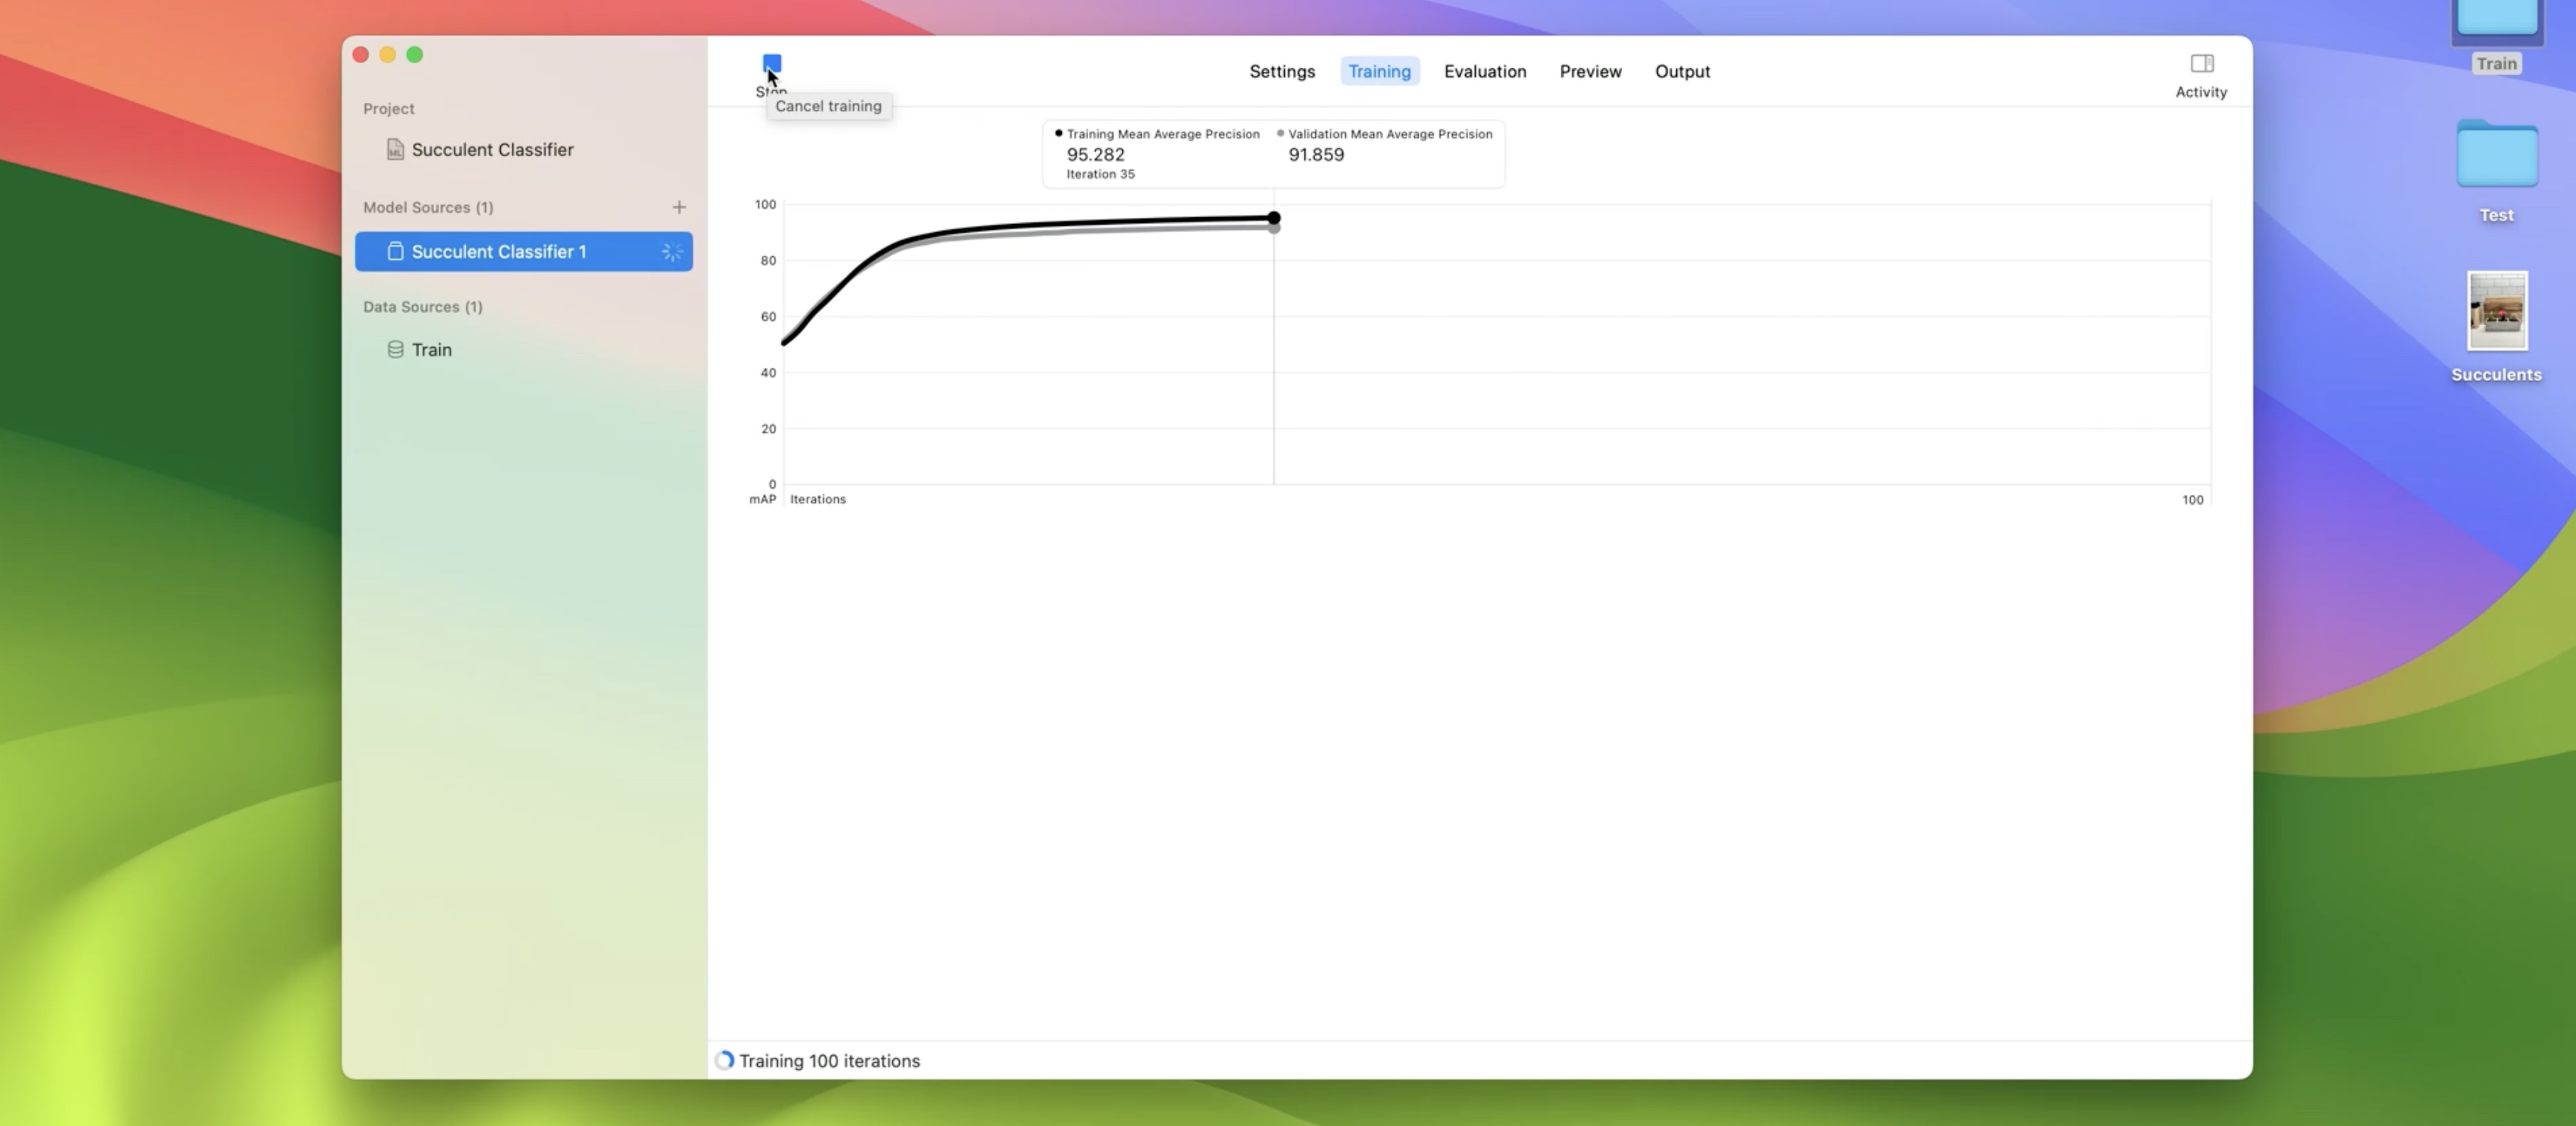 Project
Succulent Classifier
Model Sources (1)
Succulent Classifier 1
Data Sources (1)
Train
Cancel training
Settings
Training
Evaluation
Preview
Output
Activity
Training Mean Average Precision
95.282
Iteration 35
Validation Mean Average Precision
91.859
100
80
60
40
20
0
mAP
Iterations
100
Training 100 iterations
Train
Test
Succulents